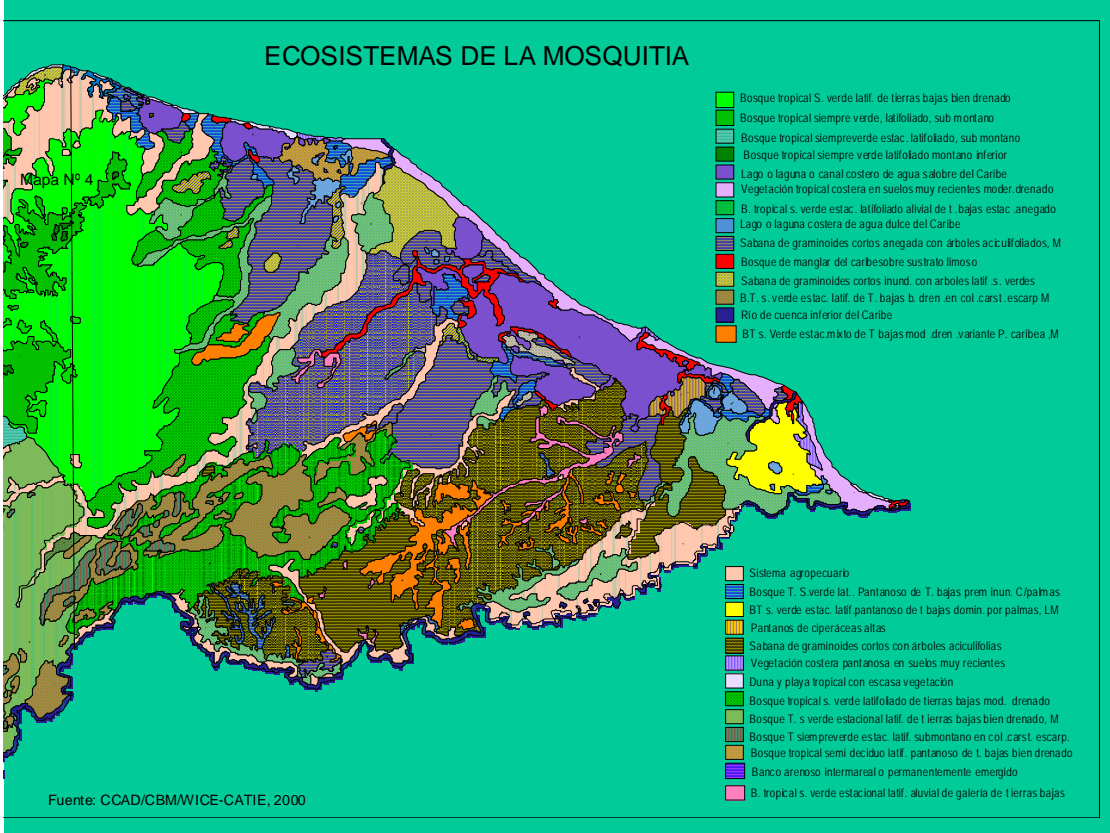 ECOSISTEMAS DE LA MOSQUITIA
Mapa Nº 4
Bosque tropical S. verde latif. de tierras bajas bien drenado
Bosque tropical siempre verde, latifoliado, sub montano
Bosque tropical siempreverde estac. latifoliado, sub montano
Bosque tropical siempre verde latifoliado montano inferior
Lago o laguna o canal costero de agua salobre del Caribe
Vegetación tropical costera en suelos muy recientes moder.drenado
B. tropical s. verde estac. latifoliado alivial de t .bajas estac .anegado
Lago o laguna costera de agua dulce del Caribe
Sabana de graminoides cortos anegada con árboles aciculifoliados, M
Bosque de manglar del caribesobre sustrato limoso
Sabana de graminoides cortos inund. con arboles latif .s. verdes
B.T. s. verde estac. latif. de T. bajas b. dren .en col .carst .escarp M
Río de cuenca inferior del Caribe
BT s. Verde estac.mixto de T bajas mod .dren .variante P. caribea ,M
Sistema agropecuario
Bosque T. S.verde lat.. Pantanoso de T. bajas prem inun. C/palmas
BT s. verde estac. latif.pantanoso de t bajas domin. por palmas, LM
Pantanos de ciperáceas altas
Sabana de graminoides cortos con árboles aciculifolias
Vegetación costera pantanosa en suelos muy recientes
Duna y playa tropical con escasa vegetación
Bosque tropical s. verde latifoliado de tierras bajas mod. drenado
Bosque T. s verde estacional latif. de tierras bajas bien drenado, M
Bosque T siempreverde estac. latif. submontano en col .carst. escarp.
Bosque tropical semi deciduo latif. pantanoso de t. bajas bien drenado
Banco arenoso intermareal o permanentemente emergido
B. tropical s. verde estacional latif. aluvial de galería de tierras bajas
Fuente: CCAD/CBM/WICE-CATIE, 2000